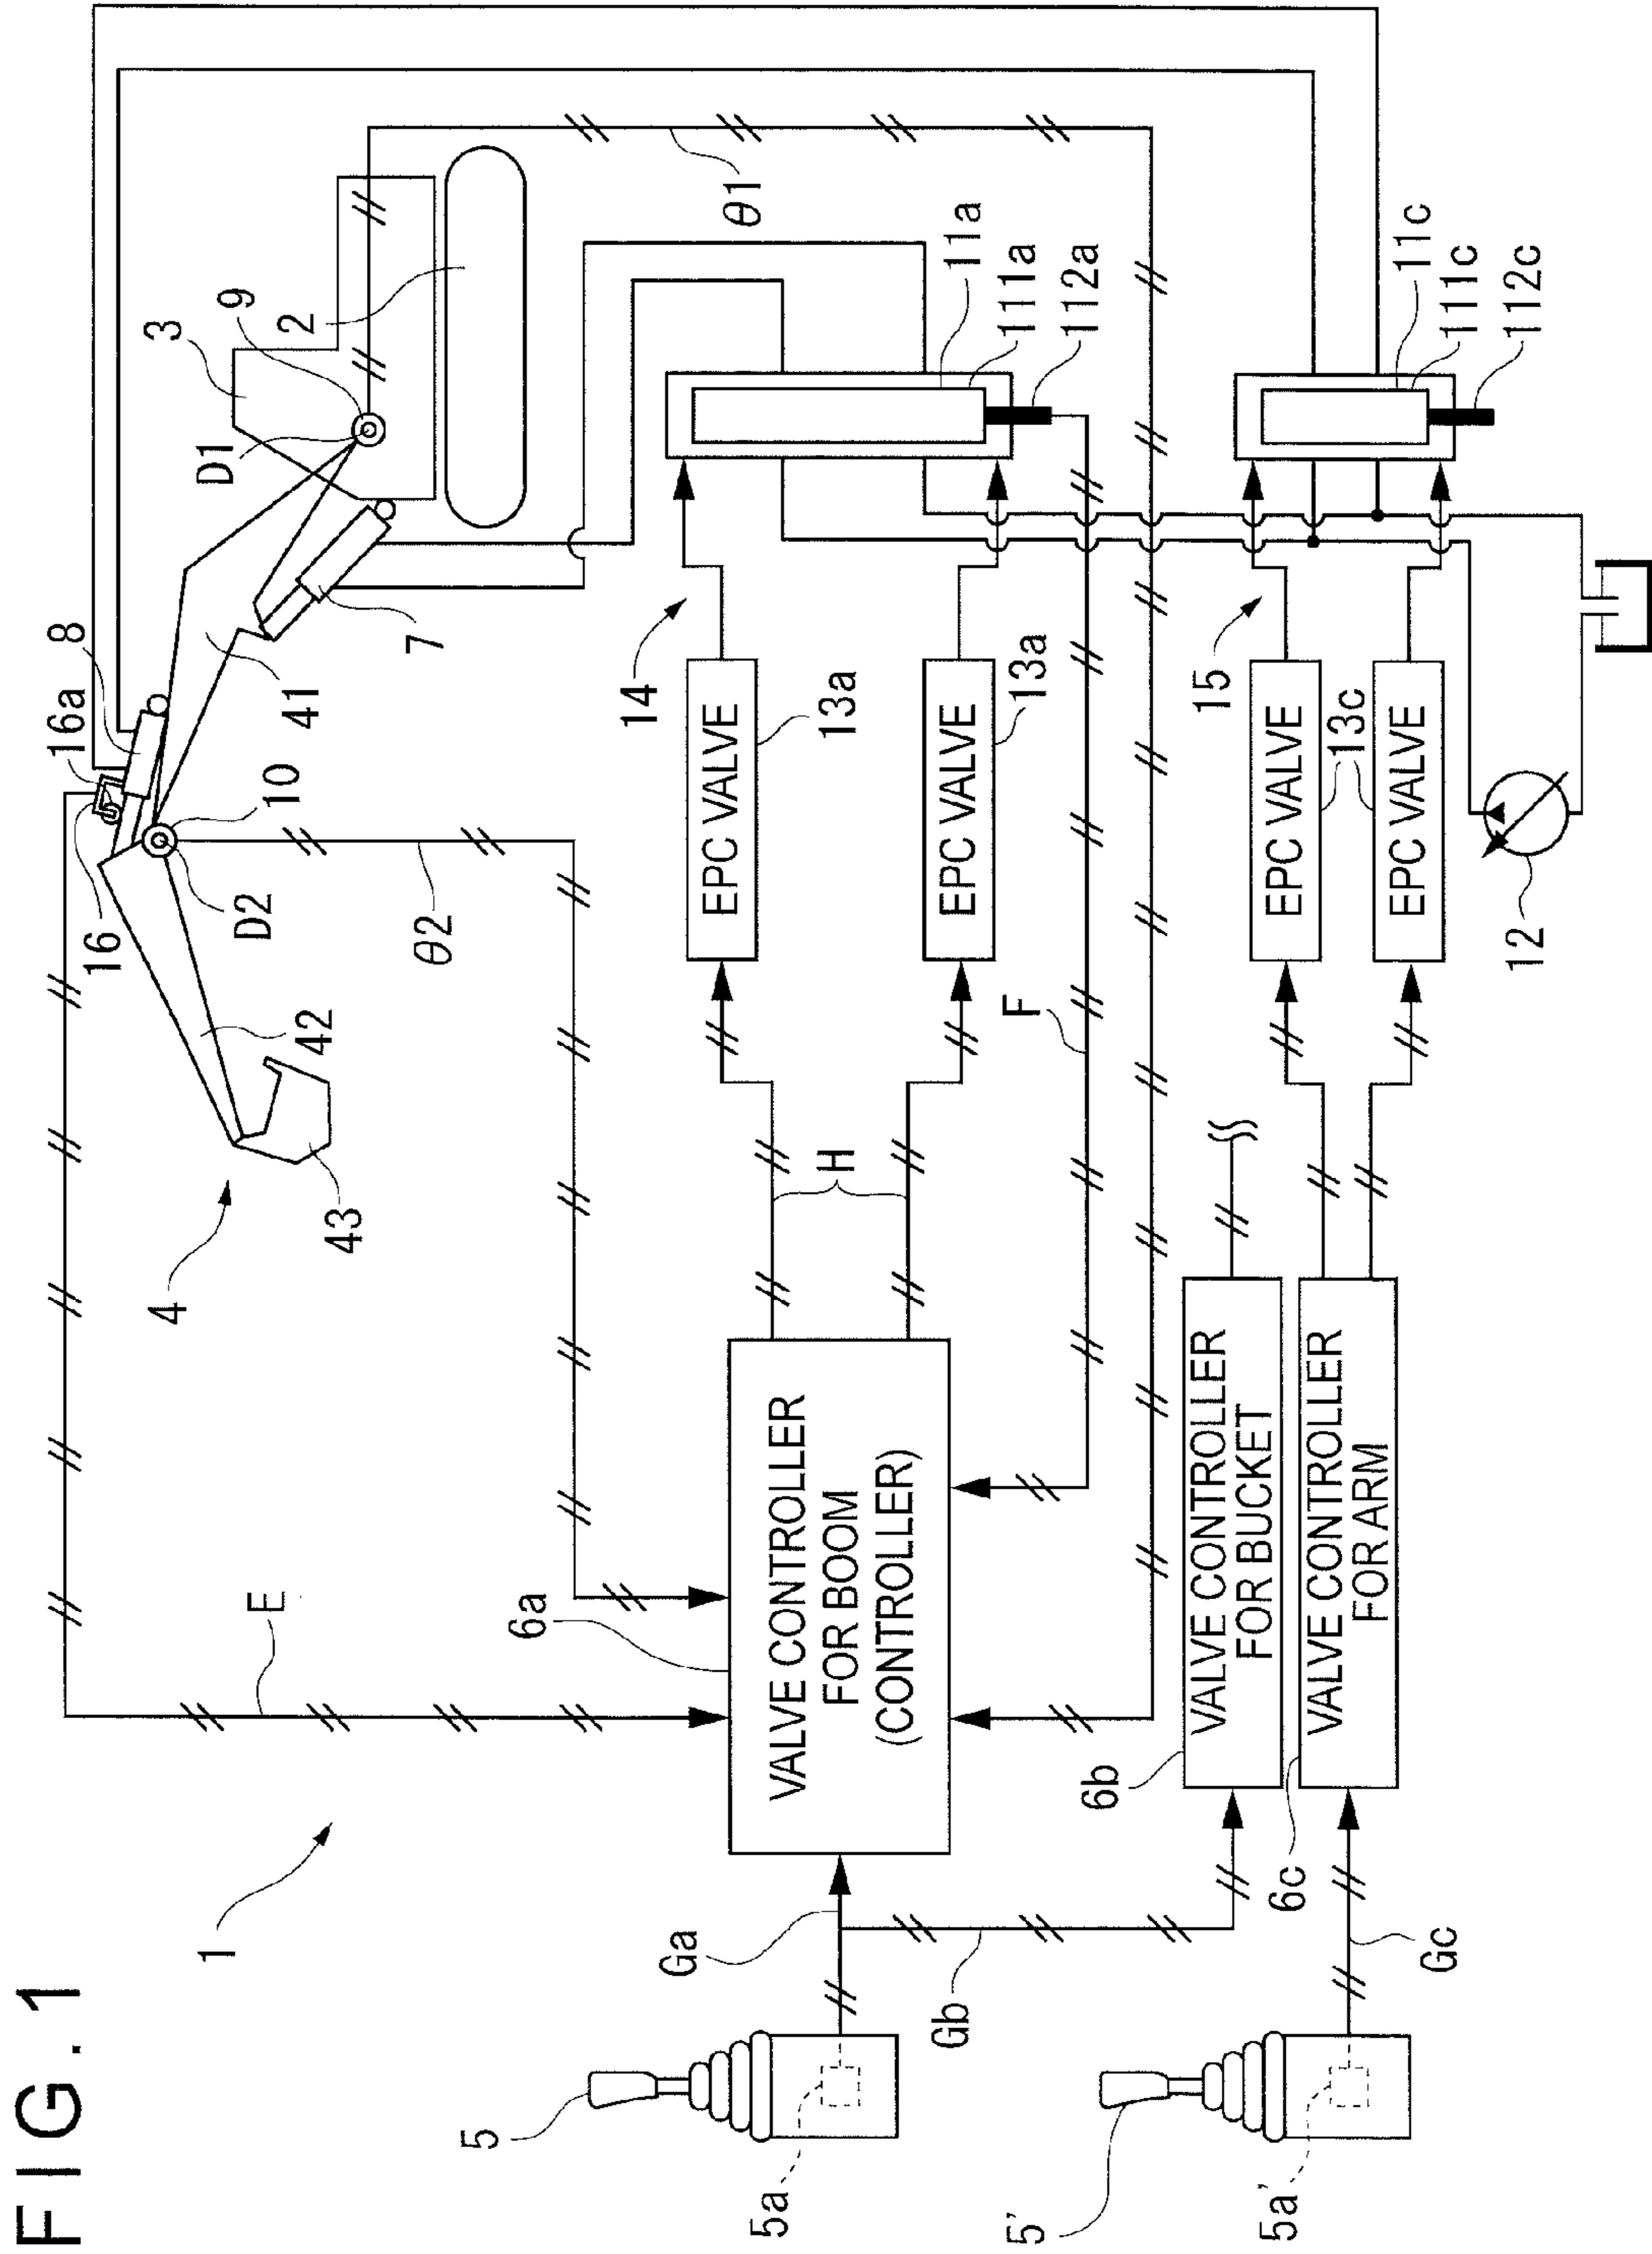 FIG. 1
1
E
4
43
42
16
16a
8
D2
10
41
7
D1
3
9
2
θ2
θ1
6a
VALVE CONTROLLER
FOR BOOM
(CONTROLLER)
H
EPC VALVE
13a
EPC VALVE
13a
14
11a
111a
112a
F
5
5a
Ga
Gb
6b
VALVE CONTROLLER
FOR BUCKET
6c
VALVE CONTROLLER
FOR ARM
EPC VALVE
13c
EPC VALVE
15
11c
111c
112c
12
5'
5a'
Gc